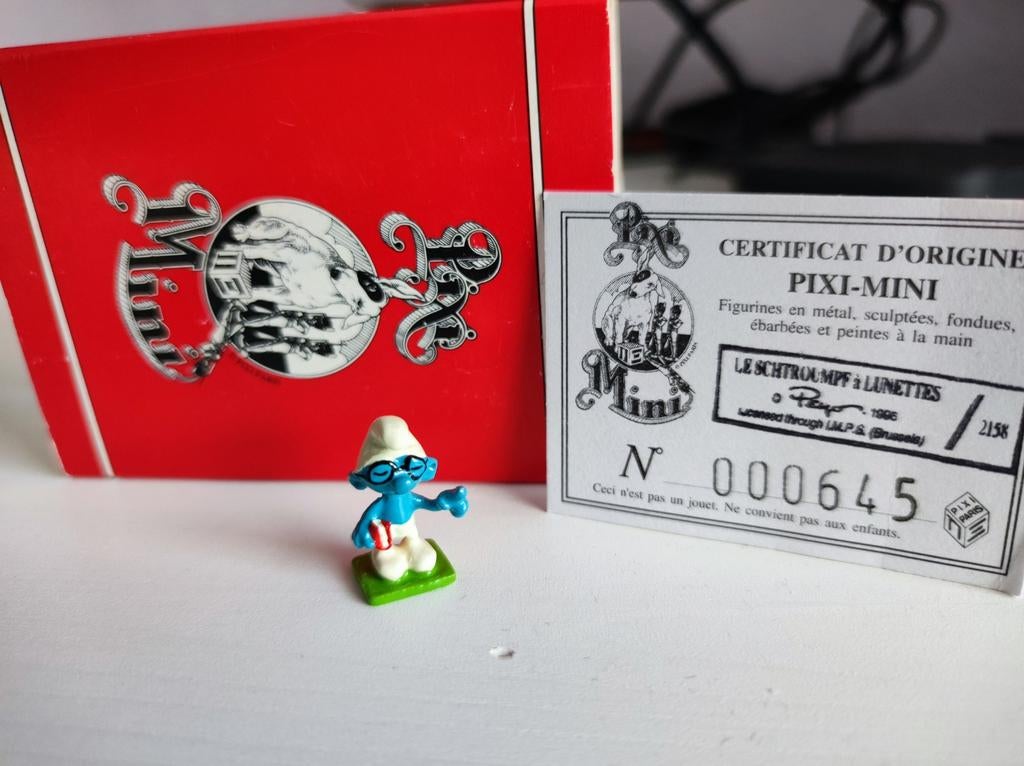 Pixi
Mini
Pixi
Mini
CERTIFICAT D'ORIGINE
PIXI-MINI
Figurines en métal, sculptées, fondues,
ébarbées et peintes à la main
LE SCHTROUMPF à LUNETTES
© Peyo - 1996
Licensed through I.M.P.S. (Brussels)
/ 2158
N° 000645
Ceci n'est pas un jouet. Ne convient pas aux enfants.
PIXI
PARIS